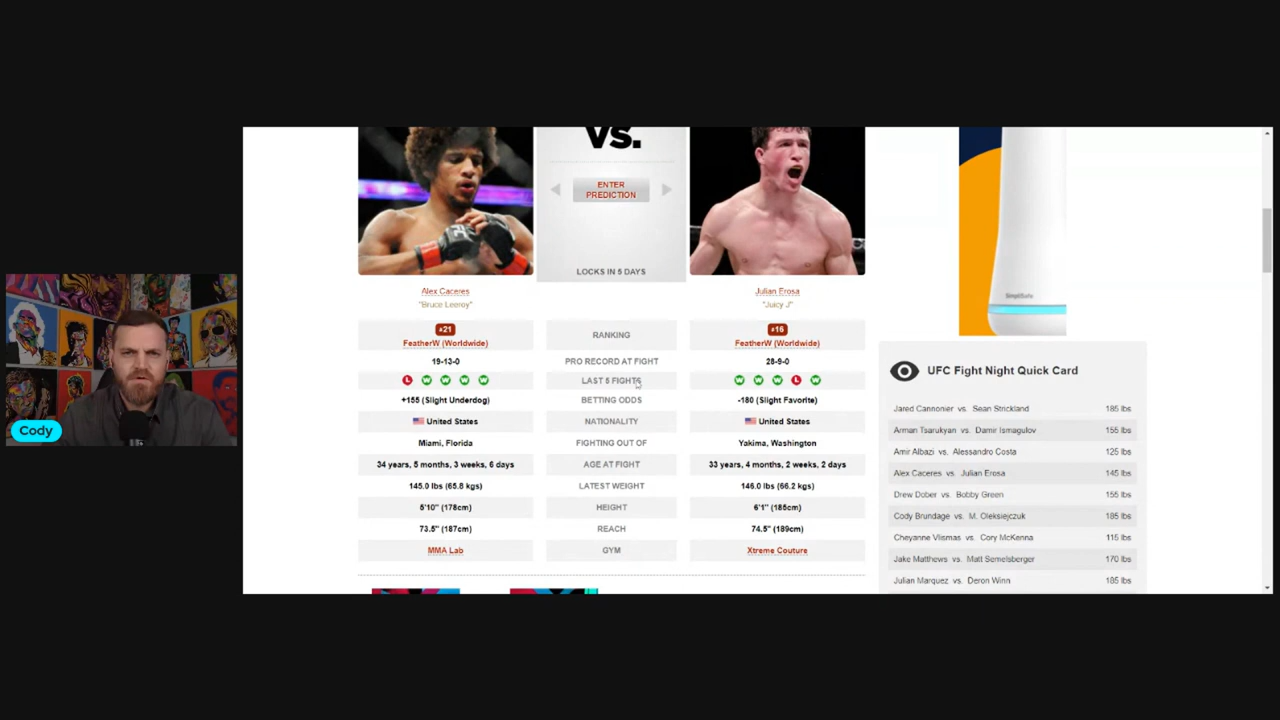 VS.
ENTER
PREDICTION
LOCKS IN 5 DAYS
Alex Caceres
"Bruce Leeroy"
Julian Erosa
"Juicy J"
#21
FeatherW (Worldwide)
RANKING
#16
FeatherW (Worldwide)
19-13-0
PRO RECORD AT FIGHT
28-9-0
L W W W W
LAST 5 FIGHTS
W W W L W
+155 (Slight Underdog)
BETTING ODDS
-180 (Slight Favorite)
United States
NATIONALITY
United States
Miami, Florida
FIGHTING OUT OF
Yakima, Washington
34 years, 5 months, 3 weeks, 6 days
AGE AT FIGHT
33 years, 4 months, 2 weeks, 2 days
145.0 lbs (65.8 kgs)
LATEST WEIGHT
146.0 lbs (66.2 kgs)
5'10" (178cm)
HEIGHT
6'1" (185cm)
73.5" (187cm)
REACH
74.5" (189cm)
MMA Lab
GYM
Xtreme Couture
SimpliSafe
UFC Fight Night Quick Card
Jared Cannonier vs. Sean Strickland 185 lbs
Arman Tsarukyan vs. Damir Ismagulov 155 lbs
Amir Albazi vs. Alessandro Costa 125 lbs
Alex Caceres vs. Julian Erosa 145 lbs
Drew Dober vs. Bobby Green 155 lbs
Cody Brundage vs. M. Oleksiejczuk 185 lbs
Cheyanne Vlismas vs. Cory McKenna 115 lbs
Jake Matthews vs. Matt Semelsberger 170 lbs
Julian Marquez vs. Deron Winn 185 lbs
Cody